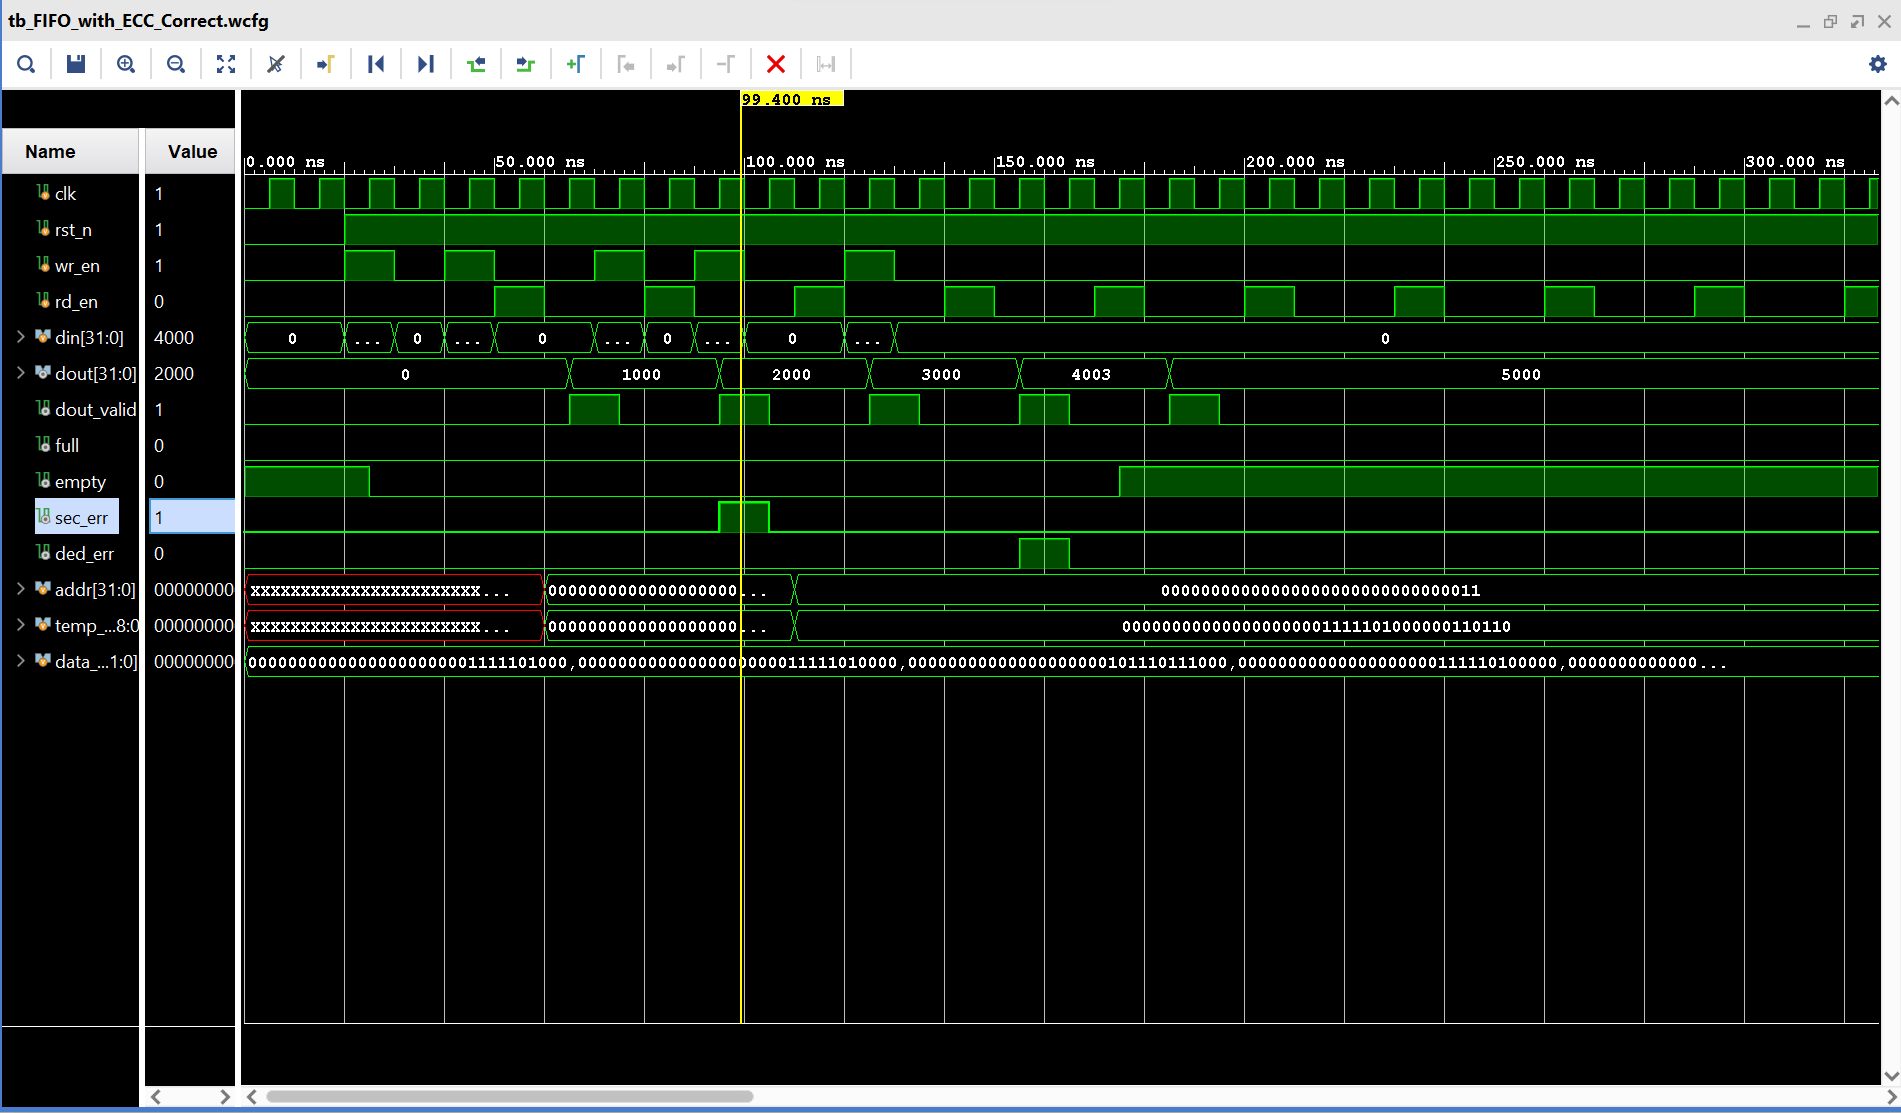 tb_FIFO_with_ECC_Correct.wcfg
99.400 ns
Name Value 0.000 ns 50.000 ns 100.000 ns 150.000 ns 200.000 ns 250.000 ns 300.000 ns
clk 1
rst_n 1
wr_en 1
rd_en 0
din[31:0] 4000 0 ... 0 ... 0 ... 0 ... 0 ... 0
dout[31:0] 2000 0 1000 2000 3000 4003 5000
dout_valid 1
full 0
empty 0
sec_err 1
ded_err 0
addr[31:0] 00000000 XXXXXXXXXXXXXXXXXXXXXXX... 0000000000000000000... 00000000000000000000000000000011
temp_...8:0 00000000 XXXXXXXXXXXXXXXXXXXXXXX... 0000000000000000000... 000000000000000000001111101000000110110
data_...1:0] 00000000 00000000000000000000001111101000,00000000000000000000011111010000,00000000000000000000101110111000,00000000000000000000111110100000,0000000000000...